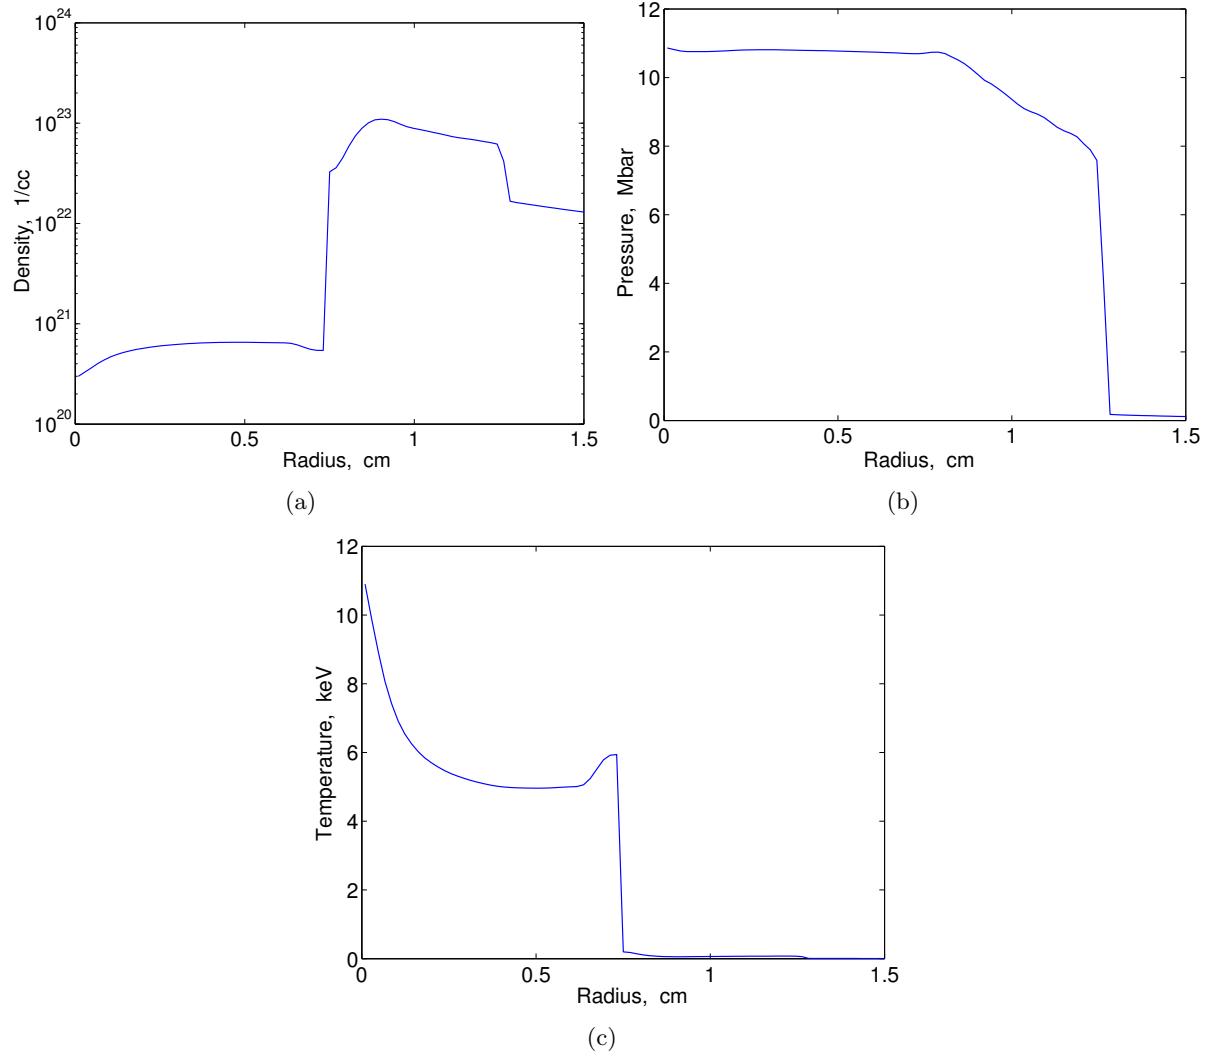 10^24
10^23
10^22
10^21
10^20
Density, 1/cc
0 0.5 1 1.5
Radius, cm
(a)
12
10
8
6
4
2
0
Pressure, Mbar
0 0.5 1 1.5
Radius, cm
(b)
12
10
8
6
4
2
0
Temperature, keV
0 0.5 1 1.5
Radius, cm
(c)